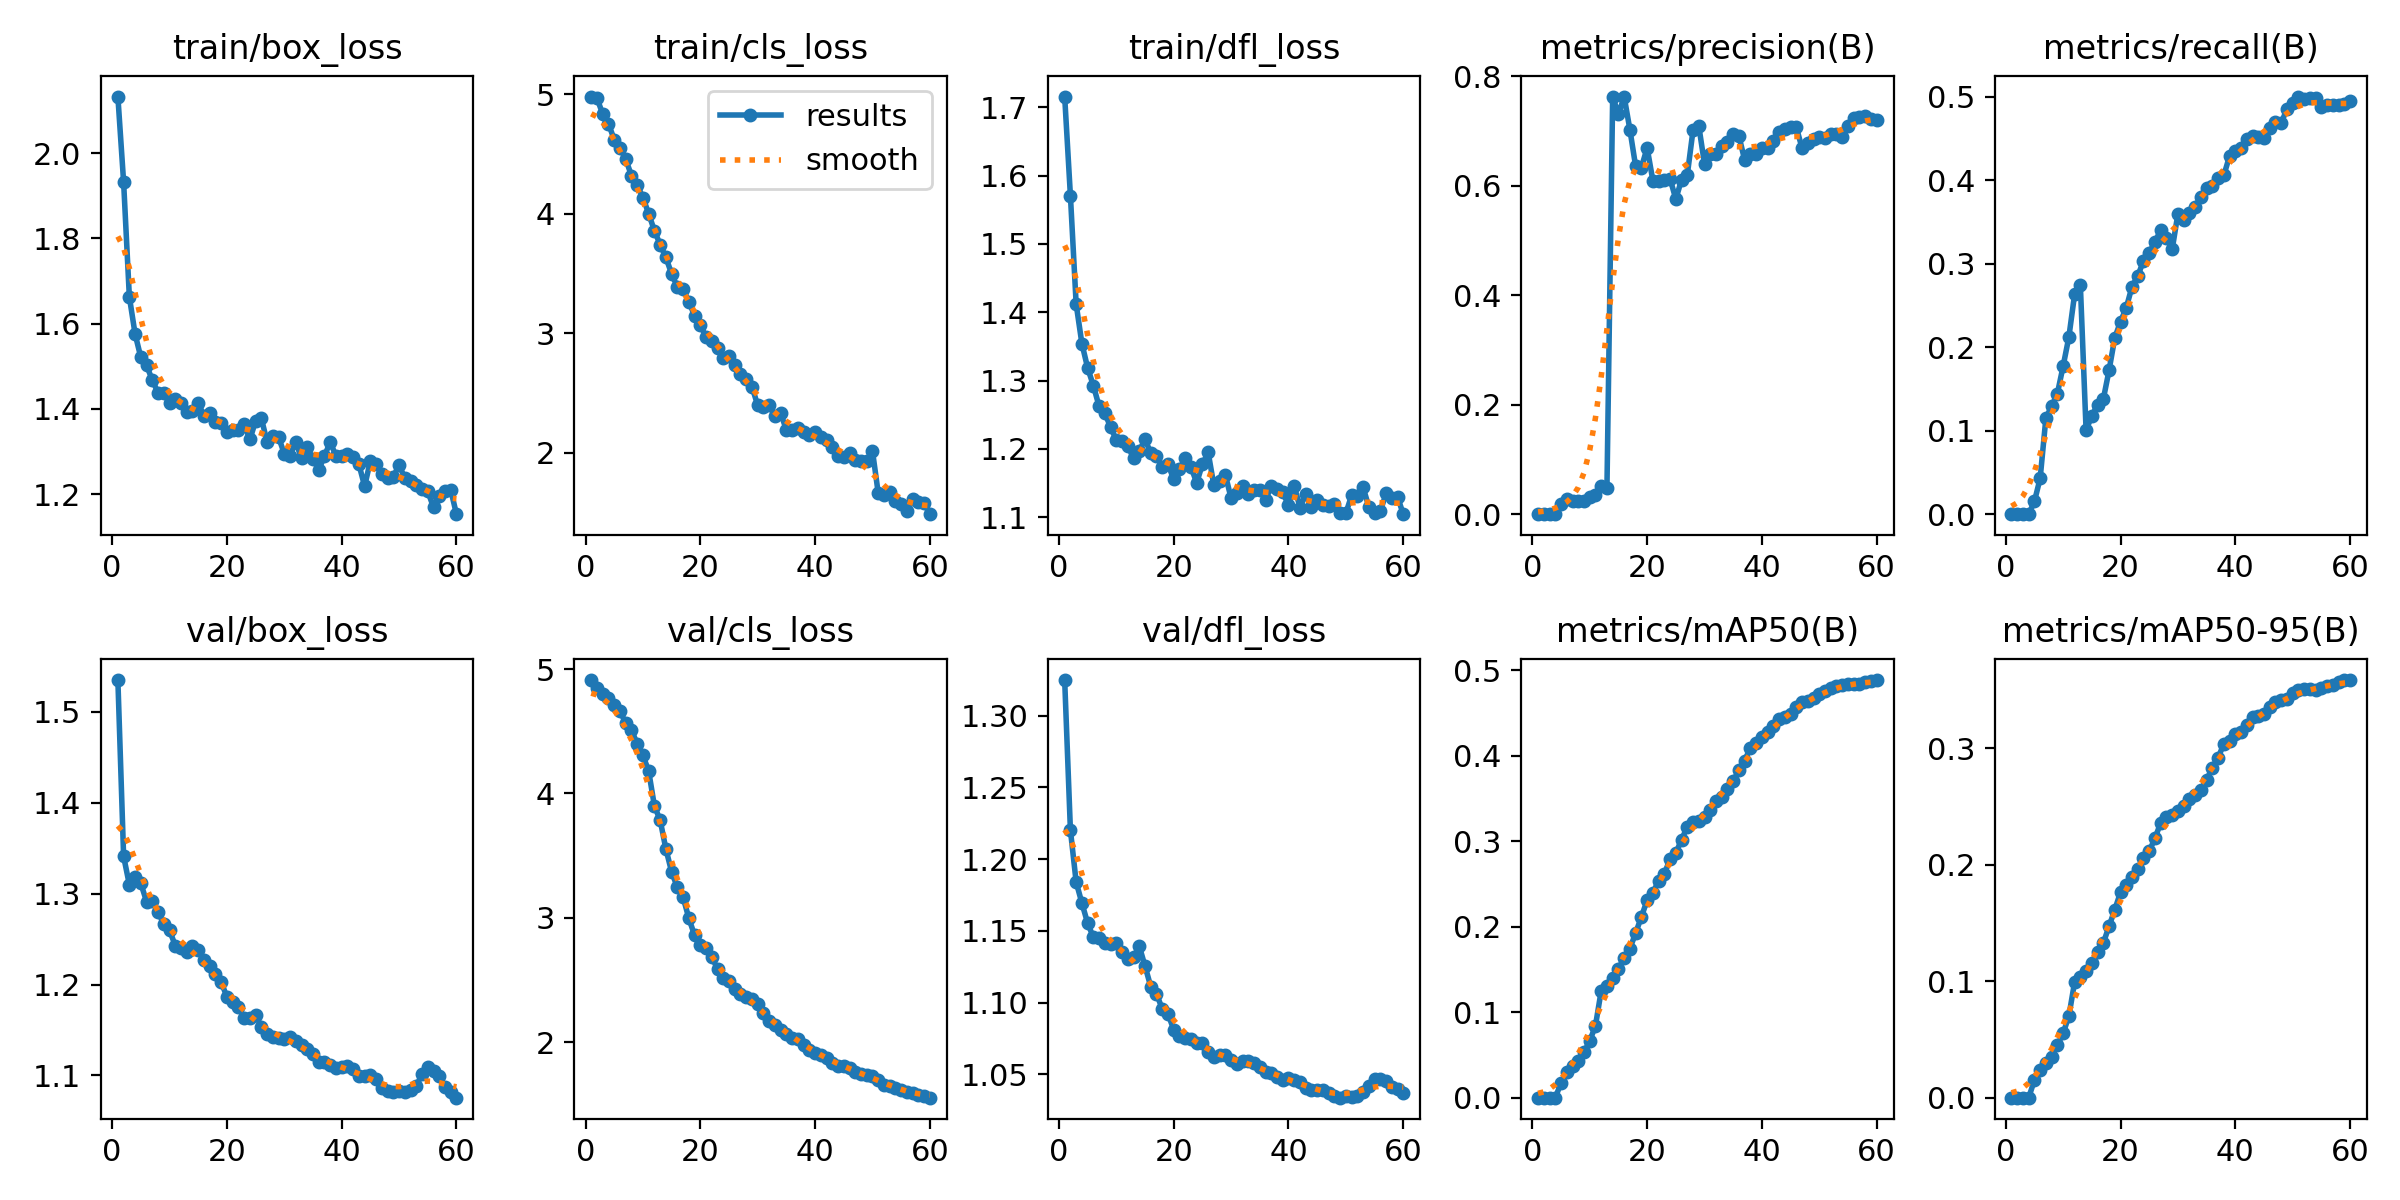 train/box_loss
2.0
1.8
1.6
1.4
1.2
0 20 40 60
train/cls_loss
results
smooth
5
4
3
2
0 20 40 60
train/dfl_loss
1.7
1.6
1.5
1.4
1.3
1.2
1.1
0 20 40 60
metrics/precision(B)
0.8
0.6
0.4
0.2
0.0
0 20 40 60
metrics/recall(B)
0.5
0.4
0.3
0.2
0.1
0.0
0 20 40 60
val/box_loss
1.5
1.4
1.3
1.2
1.1
0 20 40 60
val/cls_loss
5
4
3
2
0 20 40 60
val/dfl_loss
1.30
1.25
1.20
1.15
1.10
1.05
0 20 40 60
metrics/mAP50(B)
0.5
0.4
0.3
0.2
0.1
0.0
0 20 40 60
metrics/mAP50-95(B)
0.3
0.2
0.1
0.0
0 20 40 60